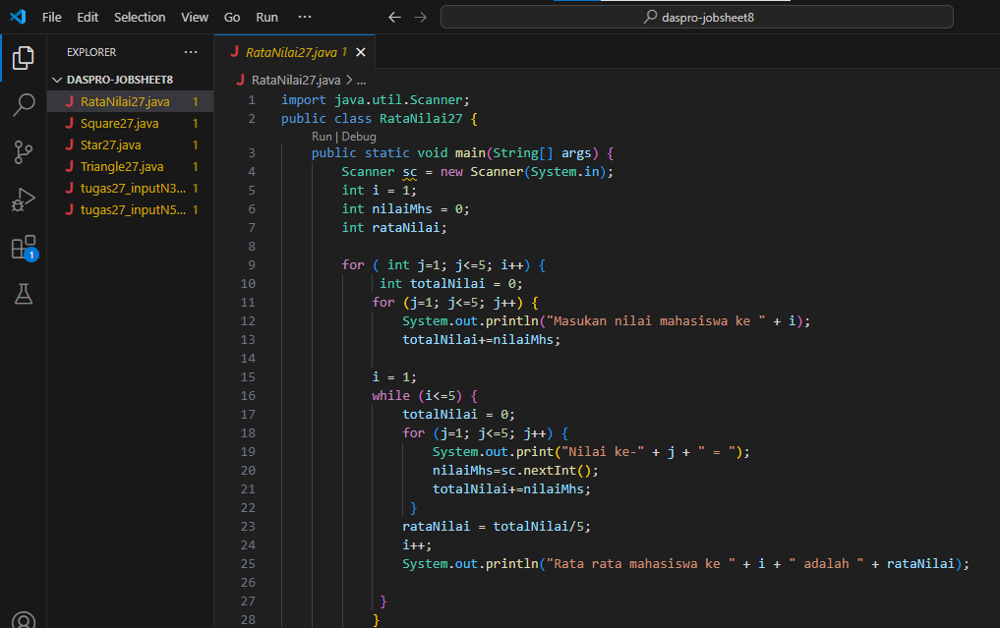 File Edit Selection View Go Run ··· ← → daspro-jobsheet8
EXPLORER ···
DASPRO-JOBSHEET8
J RataNilai27.java 1
J Square27.java 1
J Star27.java 1
J Triangle27.java 1
J tugas27_inputN3... 1
J tugas27_inputN5... 1
1
J RataNilai27.java 1 ×
J RataNilai27.java > ...
1 import java.util.Scanner;
2 public class RataNilai27 {
Run | Debug
3 public static void main(String[] args) {
4 Scanner sc = new Scanner(System.in);
5 int i = 1;
6 int nilaiMhs = 0;
7 int rataNilai;
8
9 for ( int j=1; j<=5; i++) {
10 int totalNilai = 0;
11 for (j=1; j<=5; j++) {
12 System.out.println("Masukan nilai mahasiswa ke " + i);
13 totalNilai+=nilaiMhs;
14
15 i = 1;
16 while (i<=5) {
17 totalNilai = 0;
18 for (j=1; j<=5; j++) {
19 System.out.print("Nilai ke-" + j + " = ");
20 nilaiMhs=sc.nextInt();
21 totalNilai+=nilaiMhs;
22 }
23 rataNilai = totalNilai/5;
24 i++;
25 System.out.println("Rata rata mahasiswa ke " + i + " adalah " + rataNilai);
26
27 }
28 }